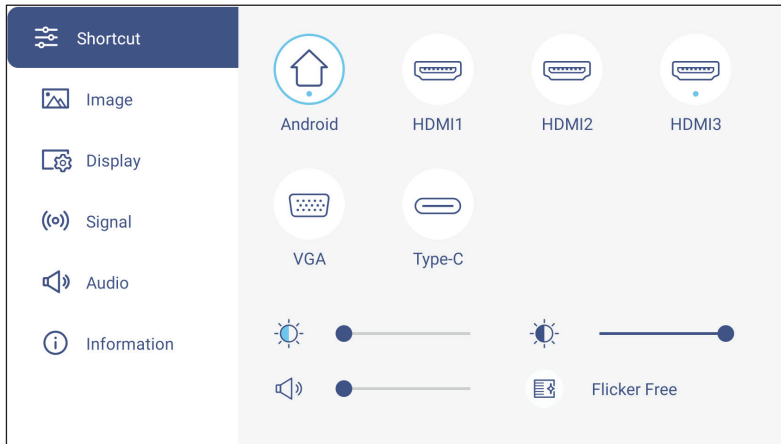 Shortcut
Image
Display
Signal
Audio
Information
Android
HDMI1
HDMI2
HDMI3
VGA
Type-C
Flicker Free